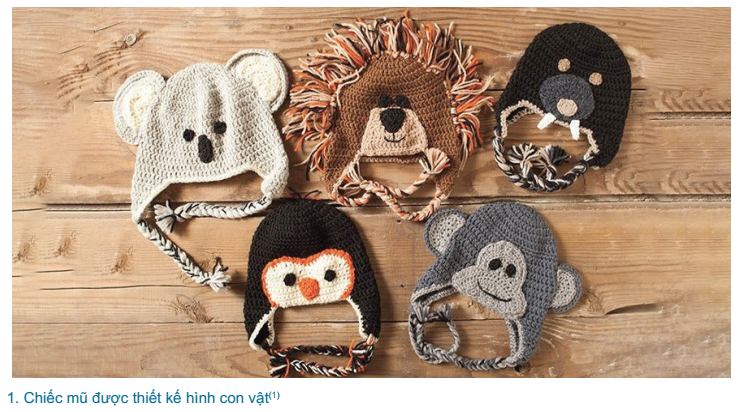 1. Chiếc mũ được thiết kế hình con vật(1)